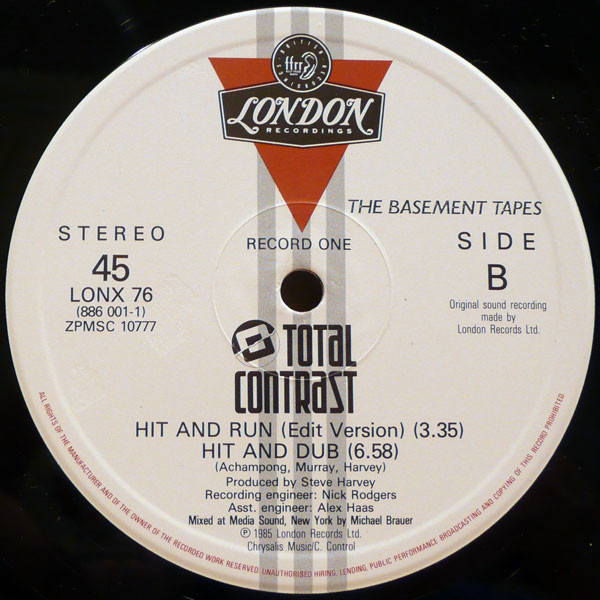 BRITISH RECORDINGS
ffrr
LONDON
RECORDINGS
THE BASEMENT TAPES
STEREO
RECORD ONE
SIDE
45
B
LONX 76
(886 001-1)
ZPMSC 10777
Original sound recording
made by
London Records Ltd.
TOTAL
CONTRAST
HIT AND RUN (Edit Version) (3.35)
HIT AND DUB (6.58)
(Achampong, Murray, Harvey)
Produced by Steve Harvey
Recording engineer: Nick Rodgers
Asst. engineer: Alex Haas
Mixed at Media Sound, New York by Michael Brauer
℗ 1985 London Records Ltd.
Chrysalis Music/C. Control
ALL RIGHTS OF THE MANUFACTURER AND OF THE OWNER OF THE RECORDED WORK RESERVED. UNAUTHORISED HIRING, LENDING, PUBLIC PERFORMANCE BROADCASTING AND COPYING OF THIS RECORD PROHIBITED